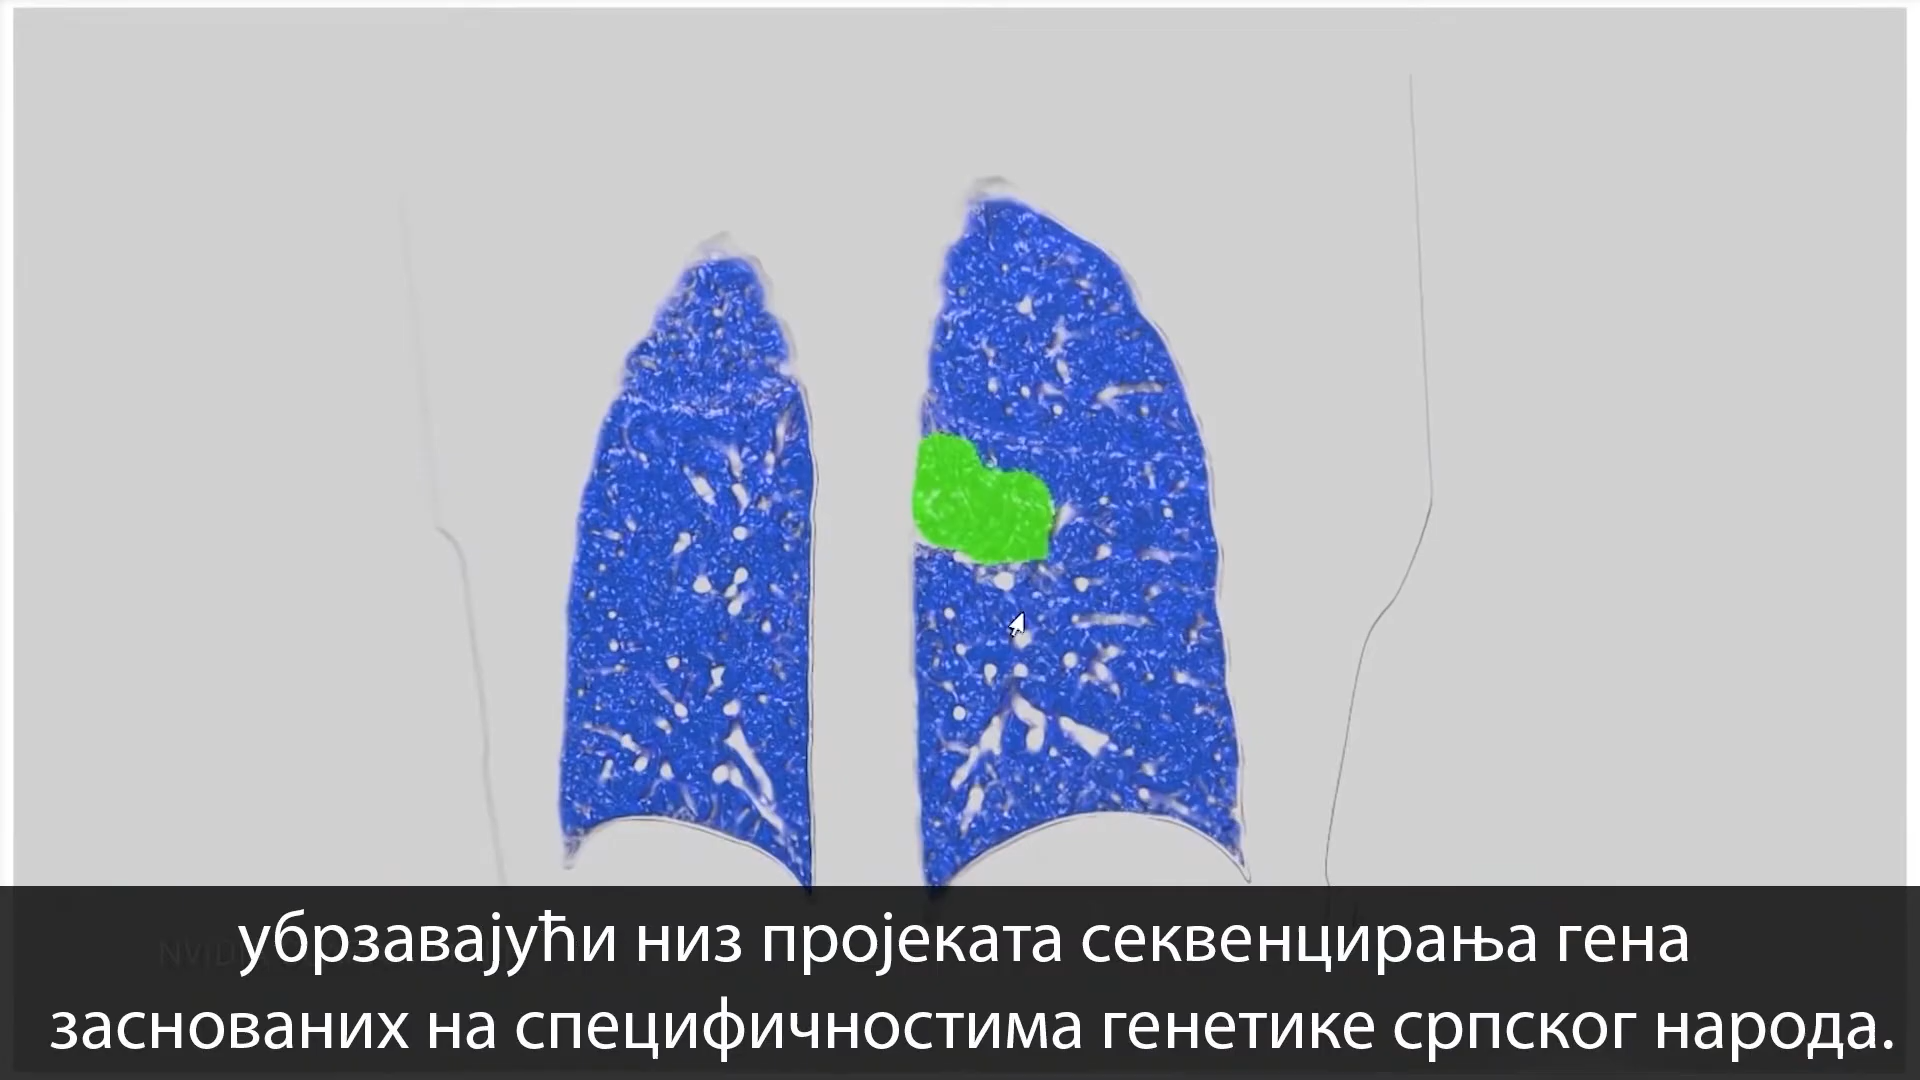 убрзавајући низ пројеката секвенцирања гена
заснованих на специфичностима генетике српског народа.